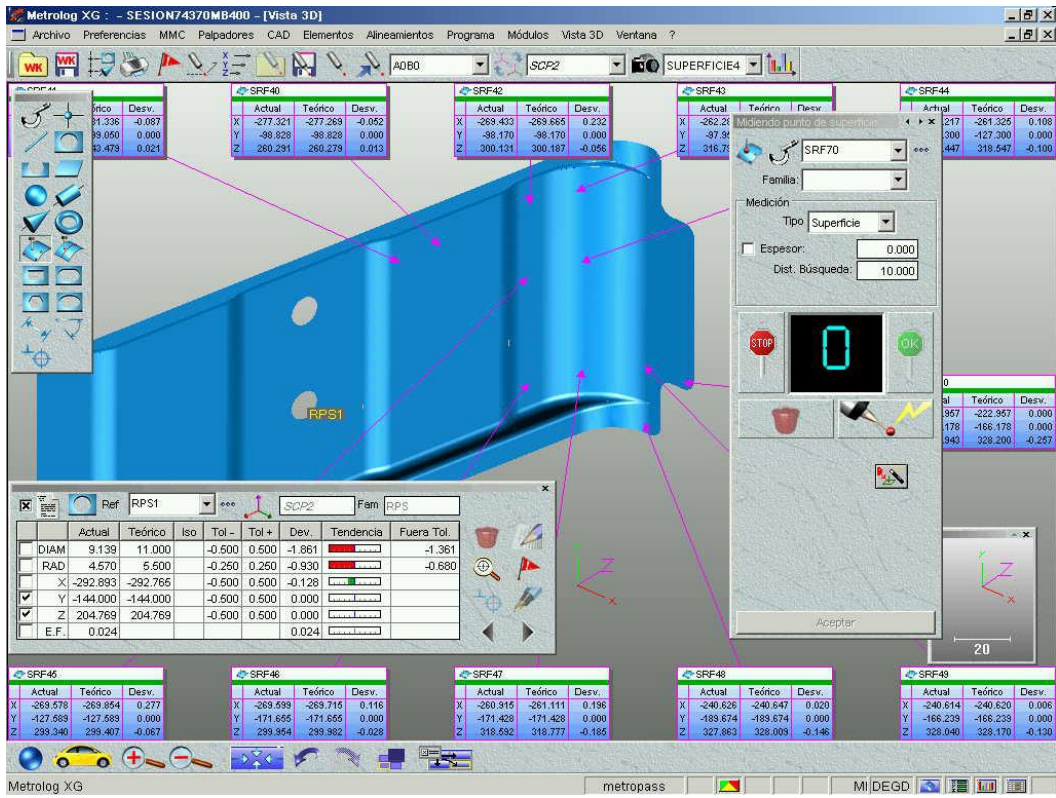 Metrolog XG : - SESION74370MB400 - [Vista 3D]
Archivo Preferencias MMC Palpadores CAD Elementos Alineamientos Programa Módulos Vista 3D Ventana ?
WK WK X Y Z A0B0 SCP2 SUPERFICIE4
SRF40 SRF42 SRF43 SRF44
Actual Teórico Desv. Actual Teórico Desv. Actual Teórico Desv. Teórico Desv.
-0.087 X -277.321 -277.269 -0.052 X -269.433 -269.665 0.232 -261.325 0.108
0.000 Y -98.828 -98.828 0.000 Y -98.170 -98.170 0.000 -127.300 0.000
0.021 Z 260.291 260.279 0.013 Z 300.131 300.187 -0.056 318.547 -0.100
Midiendo punto de superficie
SRF70
Familia:
Medición
Tipo Superficie
Espesor: 0.000
Dist. Búsqueda: 10.000
STOP 0 OK
Aceptar
RPS1
Teórico Desv.
-222.957 0.000
-166.178 0.000
328.200 -0.257
Ref RPS1 SCP2 Fam RPS
Actual Teórico Iso Tol - Tol + Dev. Tendencia Fuera Tol.
DIAM 9.139 11.000 -0.500 0.500 -1.861 -1.361
RAD 4.570 5.500 -0.250 0.250 -0.930 -0.680
X -292.893 -292.765 -0.500 0.500 -0.128
Y -144.000 -144.000 -0.500 0.500 0.000
Z 204.769 204.769 -0.500 0.500 0.000
E.F. 0.024 0.024
Z
X
Y
Z
X
20
SRF45 SRF46 SRF47 SRF48 SRF49
Actual Teórico Desv. Actual Teórico Desv. Actual Teórico Desv. Actual Teórico Desv. Actual Teórico Desv.
X -269.578 -269.854 0.277 X -269.599 -269.715 0.116 X -260.915 -261.111 0.196 X -240.626 -240.647 0.020 X -240.614 -240.620 0.006
Y -127.589 -127.589 0.000 Y -171.655 -171.655 0.000 Y -171.428 -171.428 0.000 Y -189.674 -189.674 0.000 Y -166.239 -166.239 0.000
Z 299.340 299.407 -0.067 Z 299.954 299.982 -0.028 Z 318.592 318.777 -0.185 Z 327.863 328.009 -0.146 Z 328.040 328.170 -0.130
Metrolog XG metropass MI DEGD